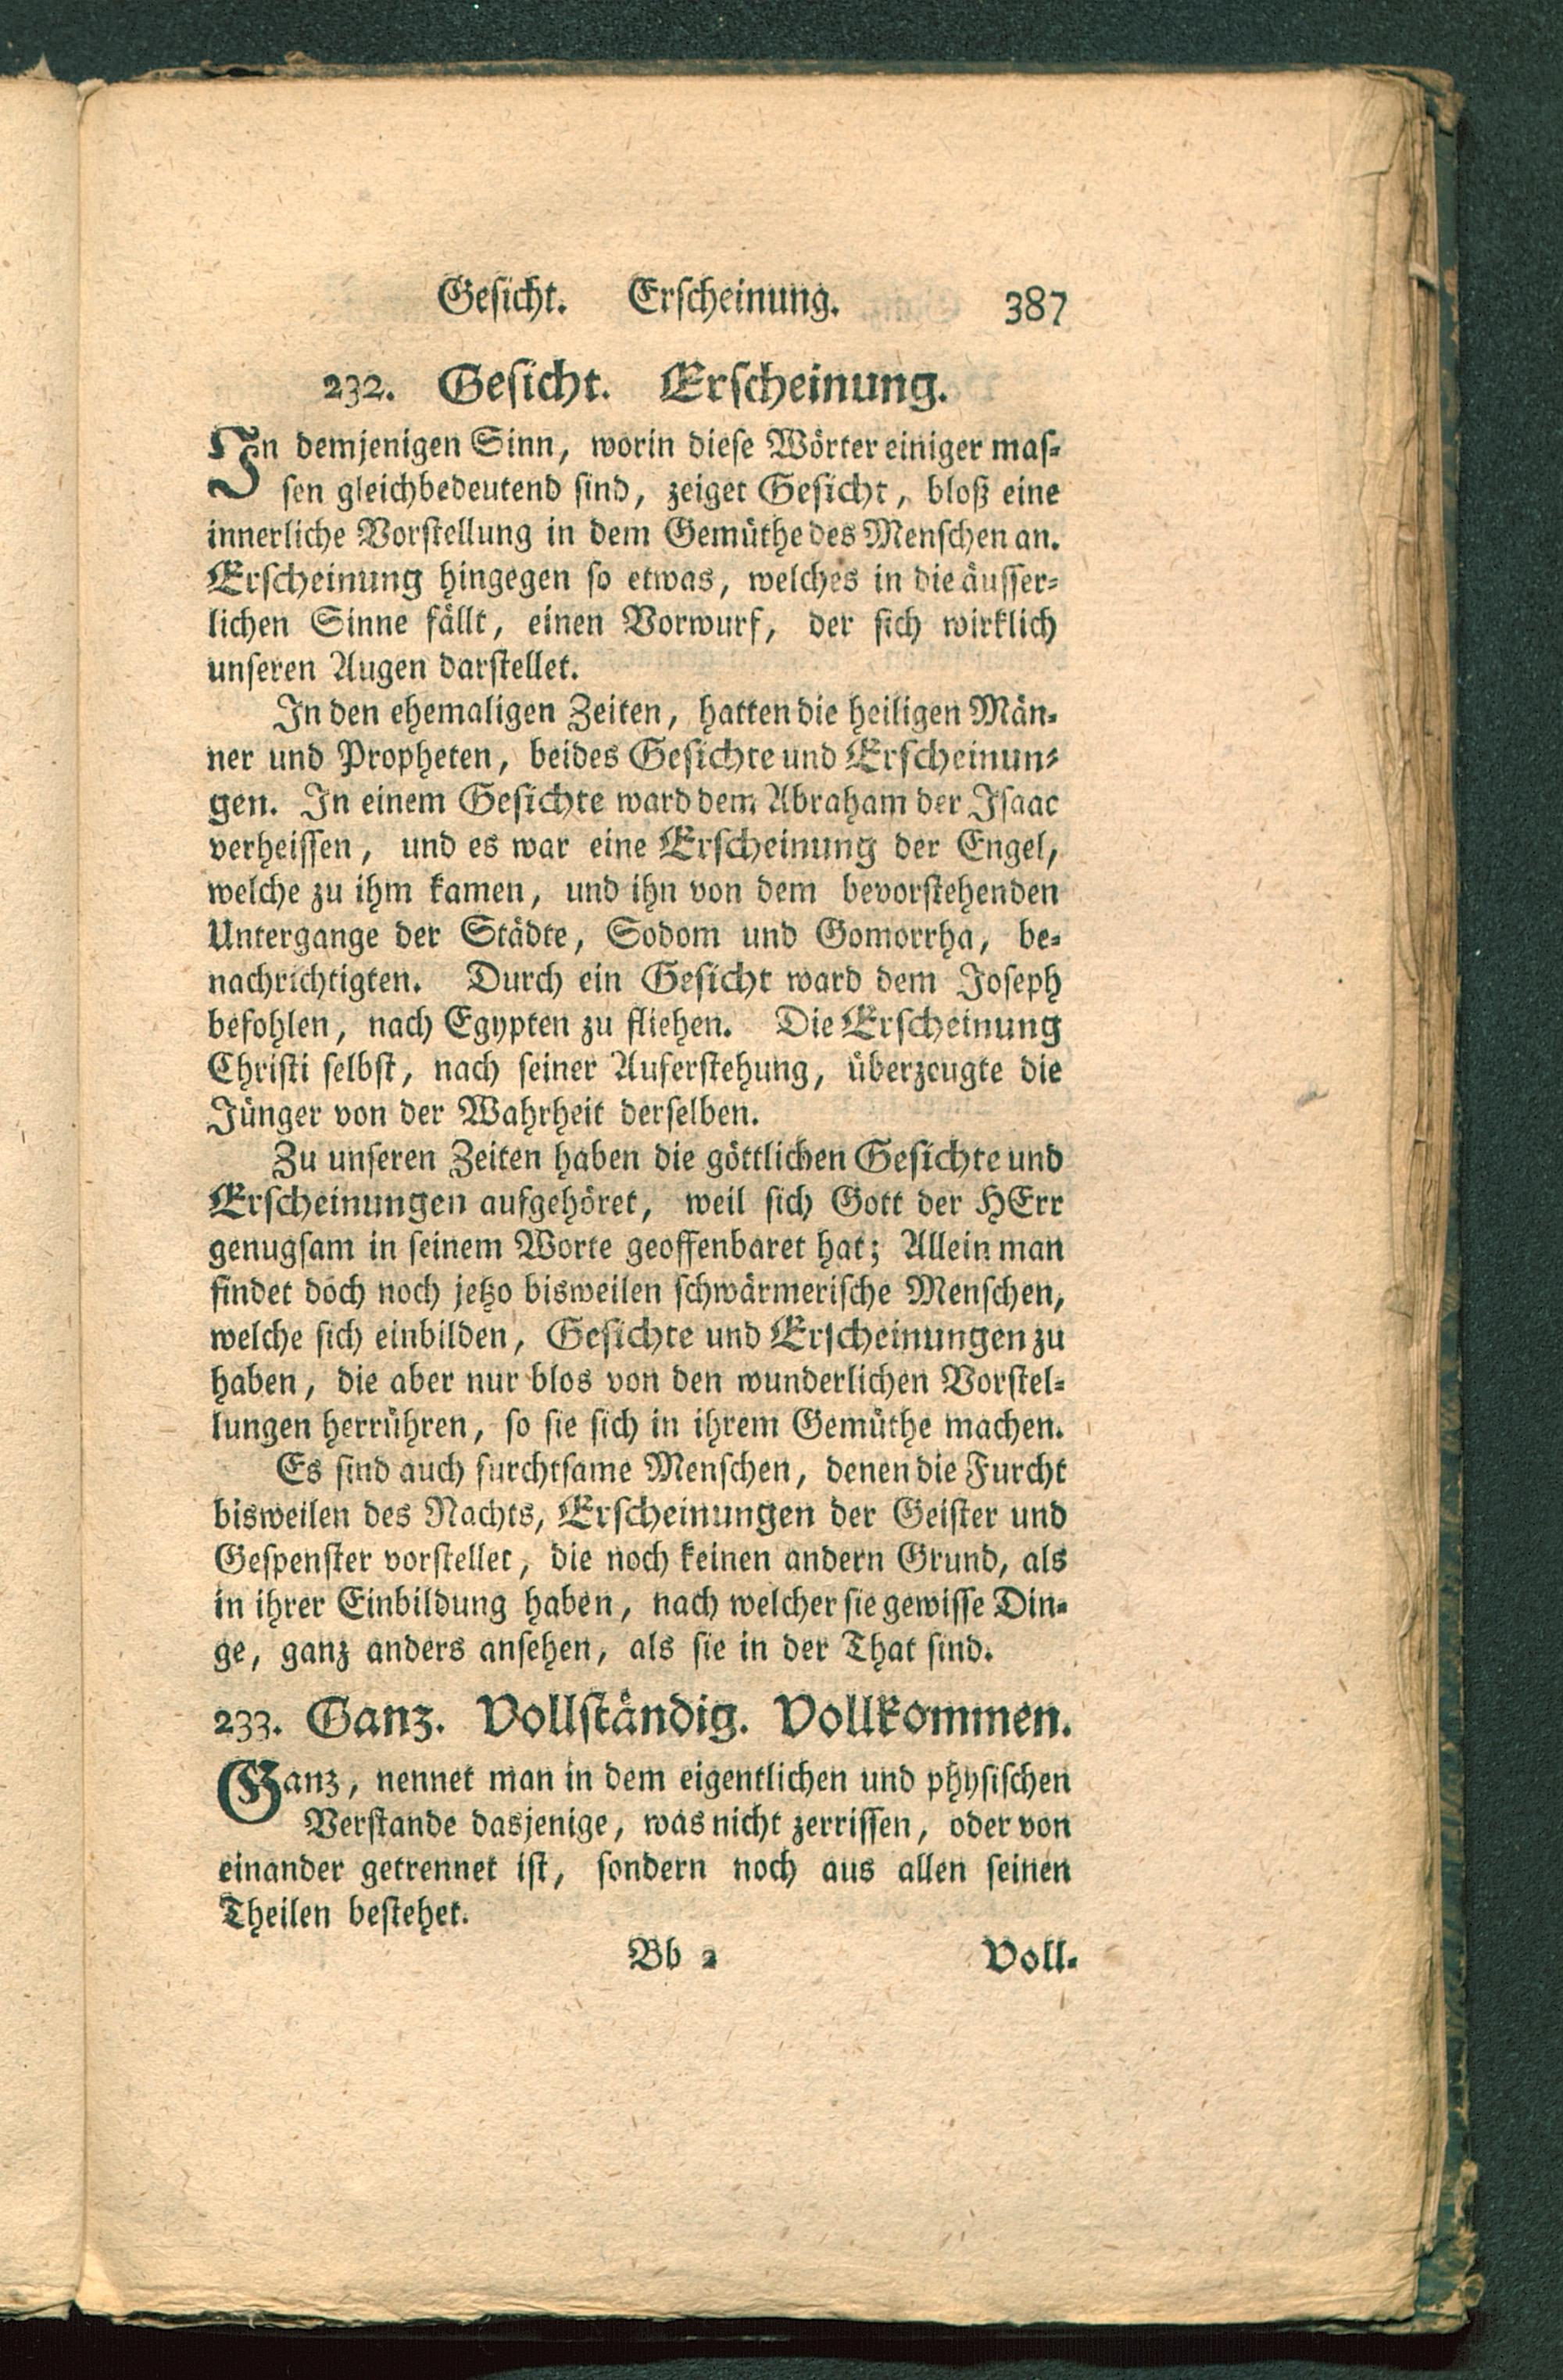 Gesicht. Erscheinung. 387
232. Gesicht. Erscheinung.
In demjenigen Sinn, worin diese Wörter einiger mas-
sen gleichbedeutend sind, zeiget Gesicht, bloß eine
innerliche Vorstellung in dem Gemüthe des Menschen an.
Erscheinung hingegen so etwas, welches in die äusser-
lichen Sinne fällt, einen Vorwurf, der sich wirklich
unseren Augen darstellet.
In den ehemaligen Zeiten, hatten die heiligen Män-
ner und Propheten, beides Gesichte und Erscheinun-
gen. In einem Gesichte ward dem Abraham der Isaac
verheissen, und es war eine Erscheinung der Engel,
welche zu ihm kamen, und ihn von dem bevorstehenden
Untergange der Städte, Sodom und Gomorrha, be-
nachrichtigten. Durch ein Gesicht ward dem Joseph
befohlen, nach Egypten zu fliehen. Die Erscheinung
Christi selbst, nach seiner Auferstehung, überzeugte die
Jünger von der Wahrheit derselben.
Zu unseren Zeiten haben die göttlichen Gesichte und
Erscheinungen aufgehöret, weil sich Gott der HErr
genugsam in seinem Worte geoffenbaret hat; Allein man
findet doch noch jetzo bisweilen schwärmerische Menschen,
welche sich einbilden, Gesichte und Erscheinungen zu
haben, die aber nur blos von den wunderlichen Vorstel-
lungen herrühren, so sie sich in ihrem Gemüthe machen.
Es sind auch furchtsame Menschen, denen die Furcht
bisweilen des Nachts, Erscheinungen der Geister und
Gespenster vorstellet, die noch keinen andern Grund, als
in ihrer Einbildung haben, nach welcher sie gewisse Din-
ge, ganz anders ansehen, als sie in der That sind.
233. Ganz. Vollständig. Vollkommen.
Ganz, nennet man in dem eigentlichen und physischen
Verstande dasjenige, was nicht zerrissen, oder von
einander getrennet ist, sondern noch aus allen seinen
Theilen bestehet.
Bb 2 Voll-